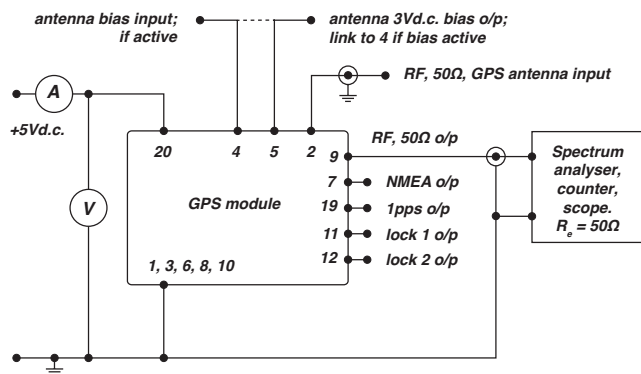 antenna bias input;
if active
antenna 3Vd.c. bias o/p;
link to 4 if bias active
RF, 50Ω, GPS antenna input
A
+5Vd.c.
20
4
5
2
9
RF, 50Ω o/p
Spectrum
analyser,
counter,
scope.
Re = 50Ω
V
GPS module
7
NMEA o/p
19
1pps o/p
11
lock 1 o/p
12
lock 2 o/p
1, 3, 6, 8, 10